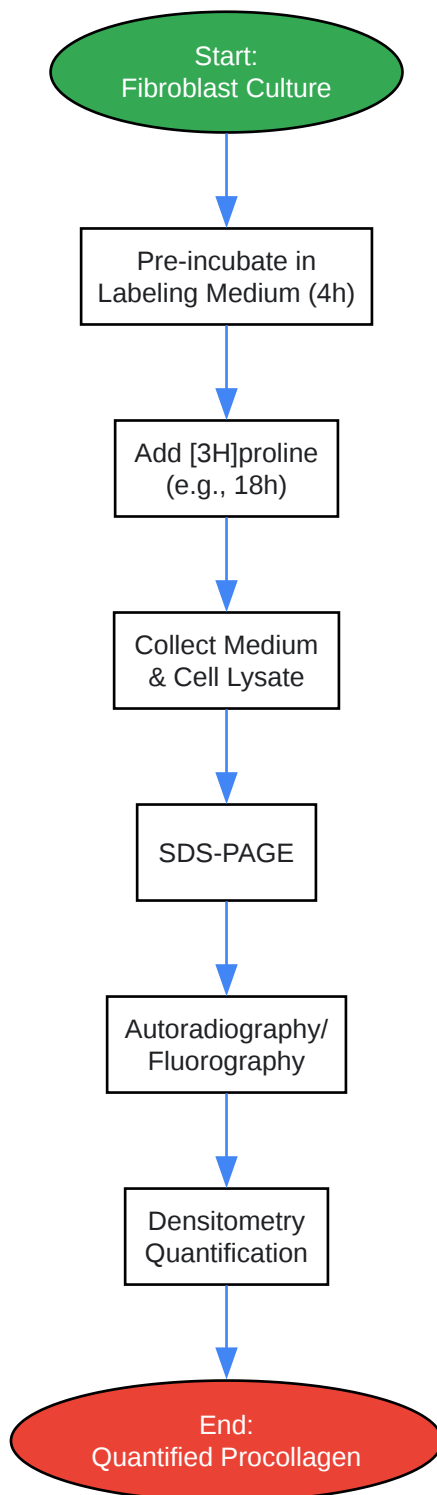 Start:
Fibroblast Culture
Pre-incubate in
Labeling Medium (4h)
Add [3H]proline
(e.g., 18h)
Collect Medium
& Cell Lysate
SDS-PAGE
Autoradiography/
Fluorography
Densitometry
Quantification
End:
Quantified Procollagen